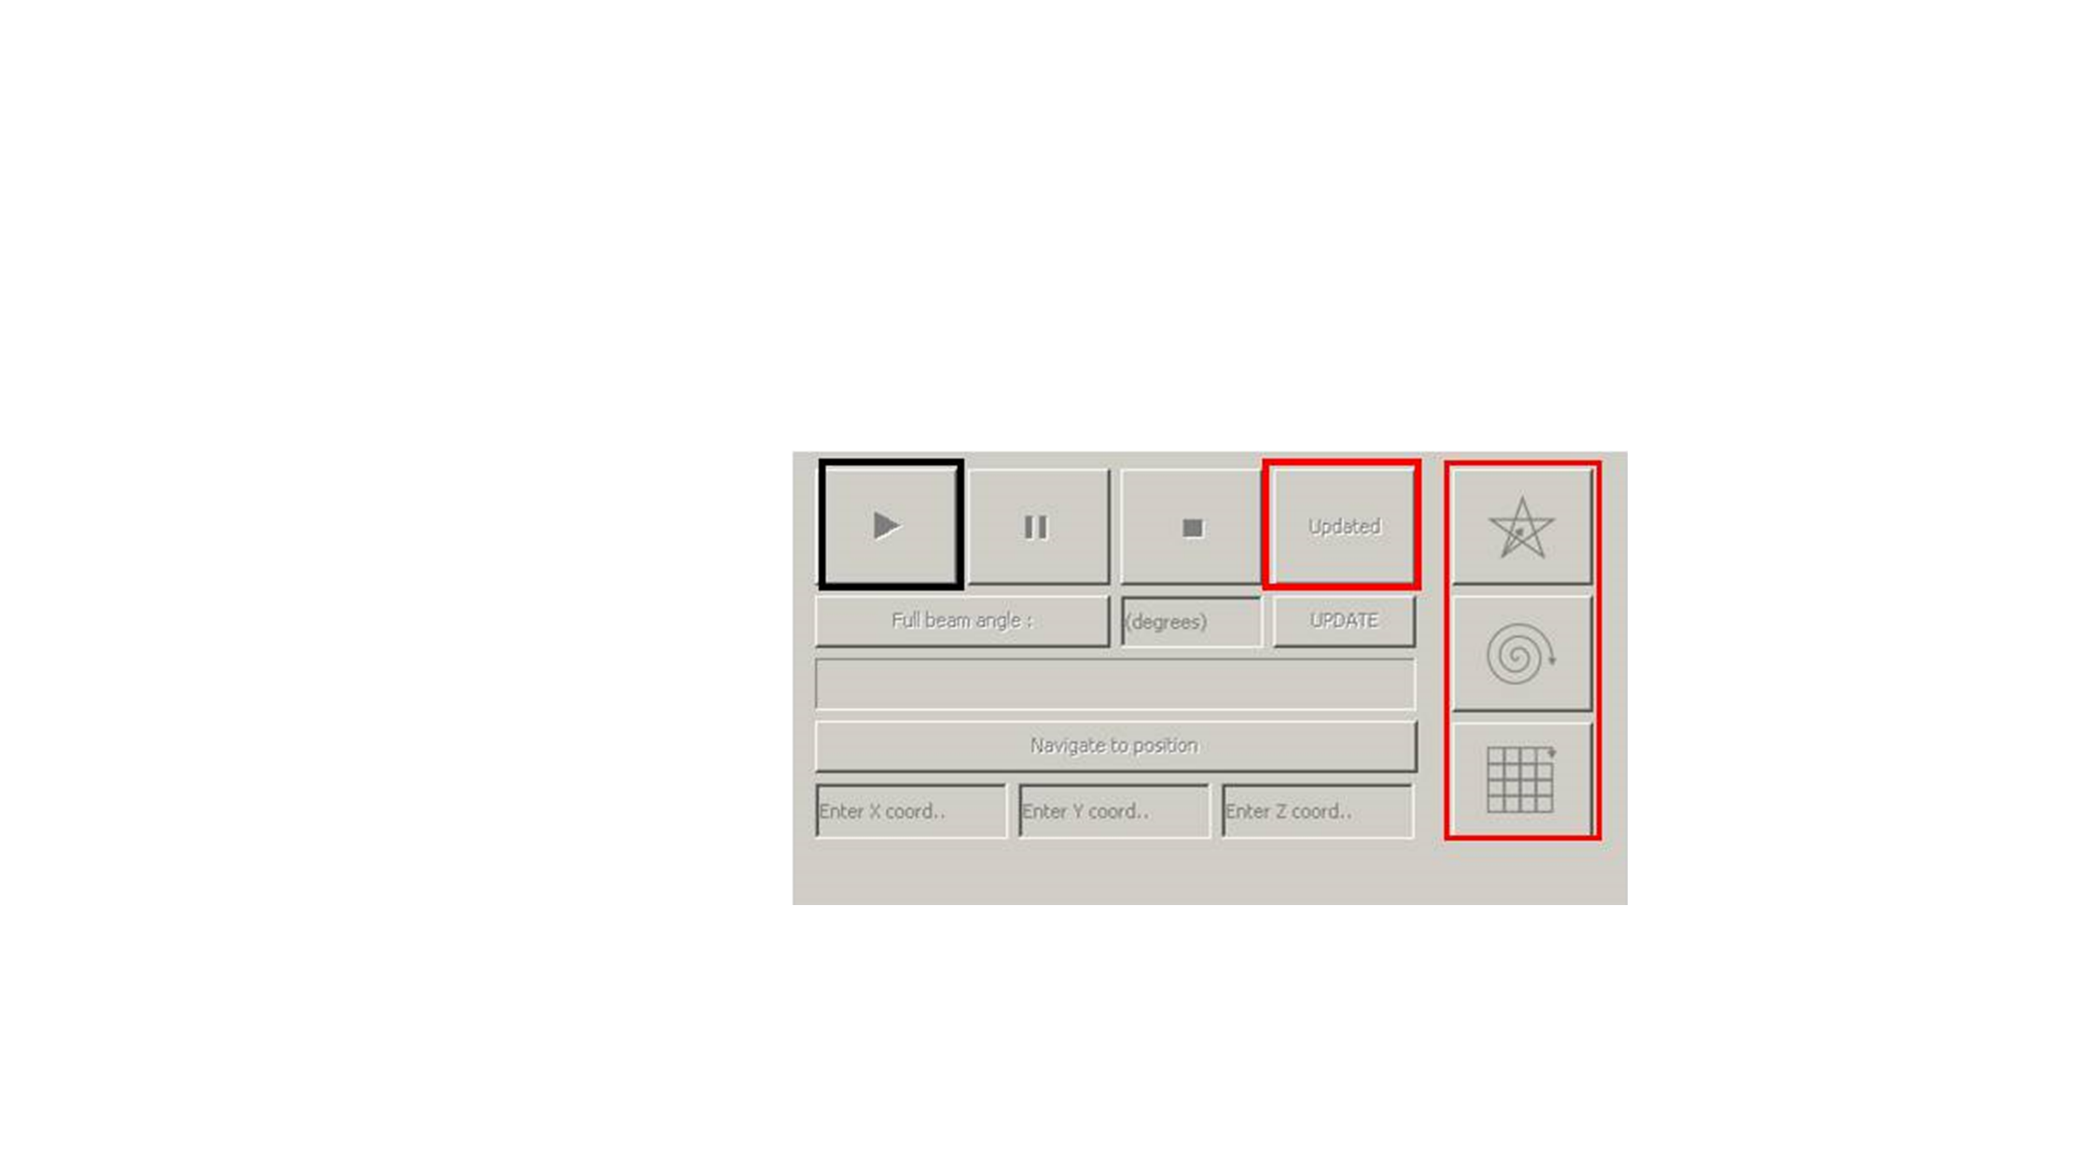 Updated
Full beam angle :
(degrees)
UPDATE
Navigate to position
Enter X coord..
Enter Y coord..
Enter Z coord..